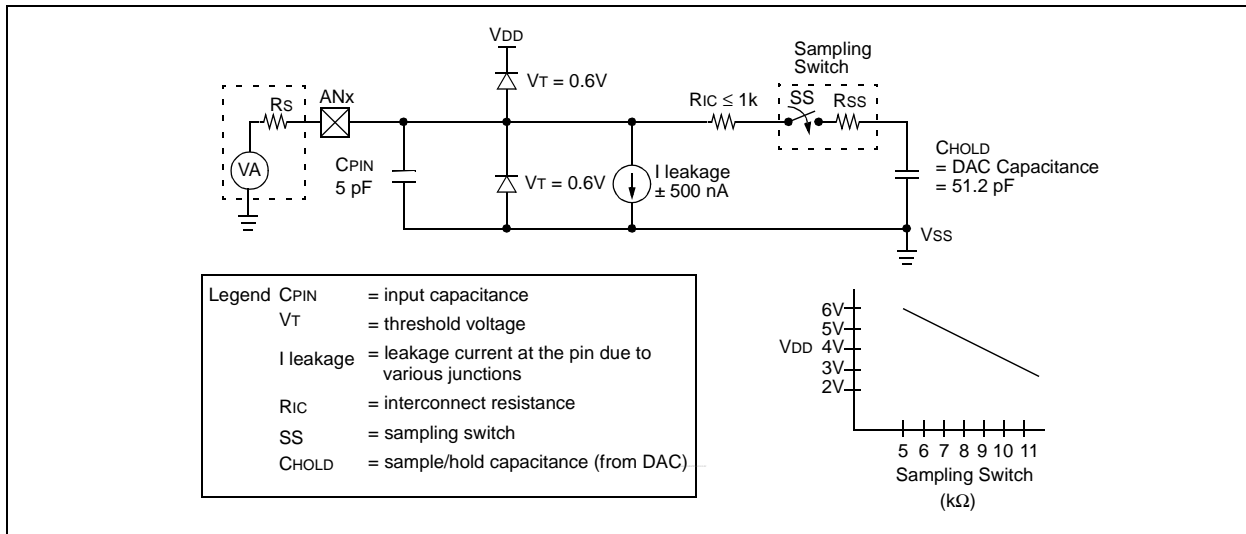 VDD
VT = 0.6V
RS
ANx
VA
CPIN
5 pF
VT = 0.6V
I leakage
± 500 nA
RIC ≤ 1k
Sampling
Switch
SS
RSS
CHOLD
= DAC Capacitance
= 51.2 pF
VSS
Legend CPIN = input capacitance
VT = threshold voltage
I leakage = leakage current at the pin due to
various junctions
RIC = interconnect resistance
SS = sampling switch
CHOLD = sample/hold capacitance (from DAC)
6V
5V
VDD 4V
3V
2V
5 6 7 8 9 10 11
Sampling Switch
(kΩ)